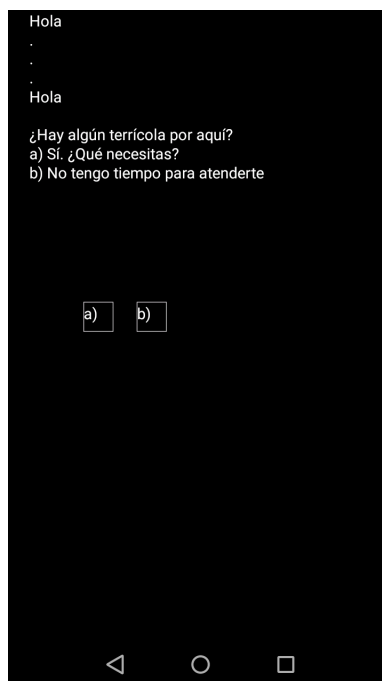 Hola
.
.
.
Hola
¿Hay algún terrícola por aquí?
a) Sí. ¿Qué necesitas?
b) No tengo tiempo para atenderte
a) b)